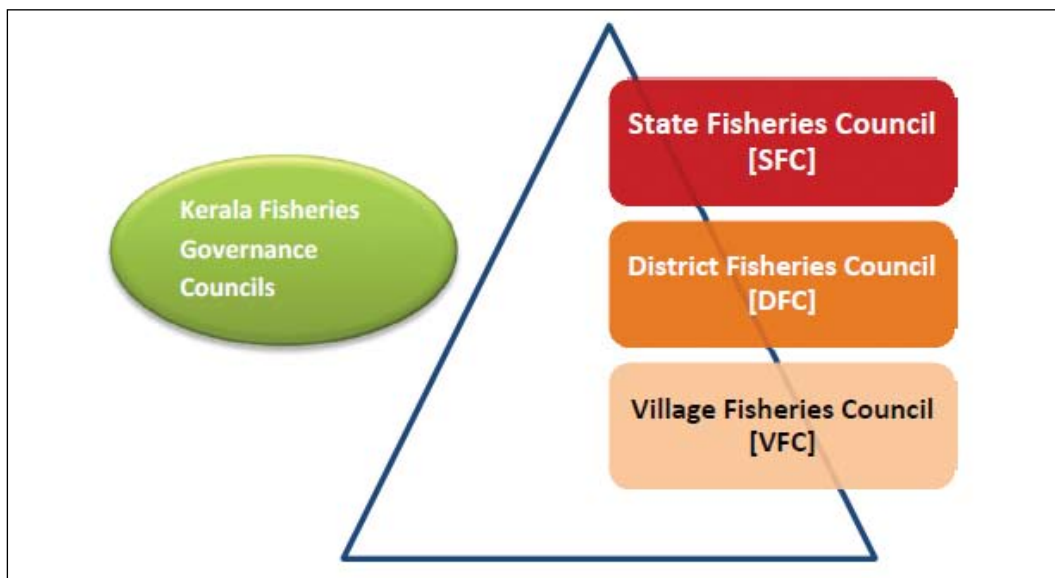 Kerala Fisheries
Governance
Councils
State Fisheries Council
[SFC]
District Fisheries Council
[DFC]
Village Fisheries Council
[VFC]